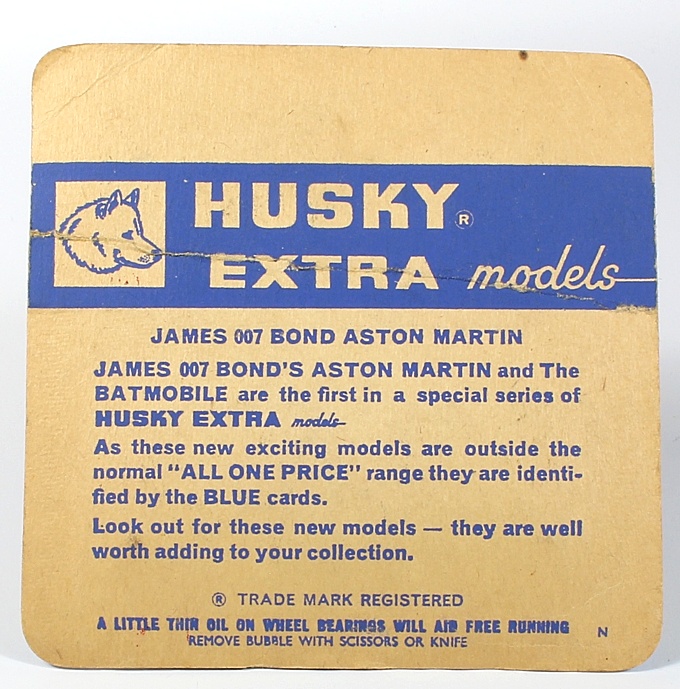 HUSKY®
EXTRA models
JAMES 007 BOND ASTON MARTIN
JAMES 007 BOND'S ASTON MARTIN and The
BATMOBILE are the first in a special series of
HUSKY EXTRA models
As these new exciting models are outside the
normal "ALL ONE PRICE" range they are identi-
fied by the BLUE cards.
Look out for these new models — they are well
worth adding to your collection.
® TRADE MARK REGISTERED
A LITTLE THIN OIL ON WHEEL BEARINGS WILL AID FREE RUNNING
REMOVE BUBBLE WITH SCISSORS OR KNIFE
N